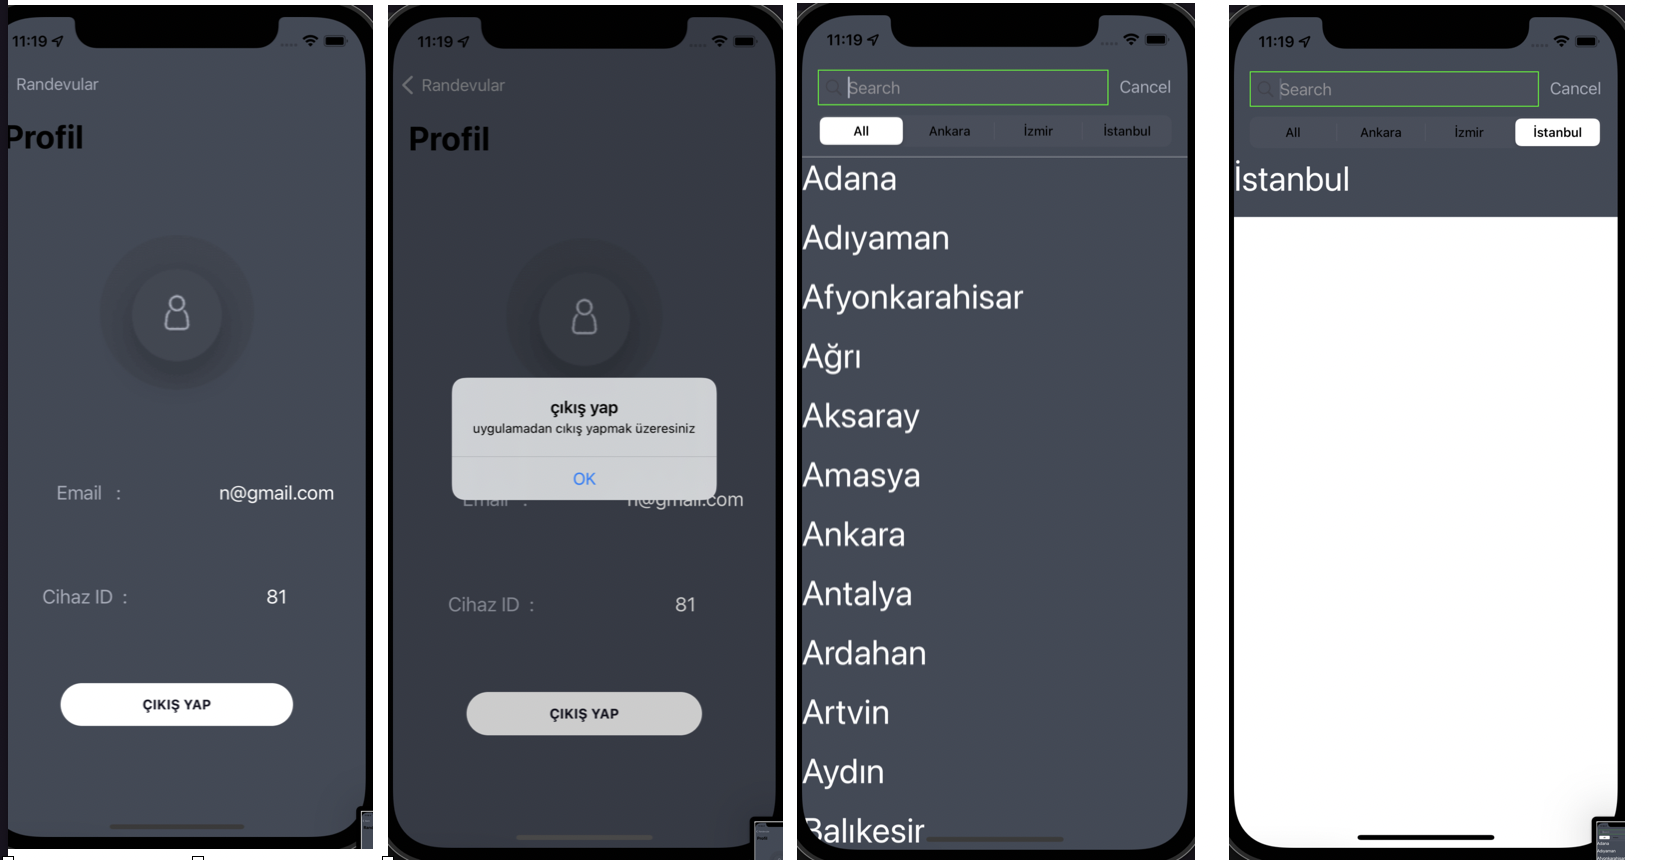 11:19
Randevular
Profil
Email :
n@gmail.com
Cihaz ID :
81
ÇIKIŞ YAP
11:19
Randevular
Profil
çıkış yap
uygulamadan cıkış yapmak üzeresiniz
OK
Email :
n@gmail.com
Cihaz ID :
81
ÇIKIŞ YAP
11:19
Search
Cancel
All
Ankara
İzmir
İstanbul
Adana
Adıyaman
Afyonkarahisar
Ağrı
Aksaray
Amasya
Ankara
Antalya
Ardahan
Artvin
Aydın
Balıkesir
11:19
Search
Cancel
All
Ankara
İzmir
İstanbul
İstanbul